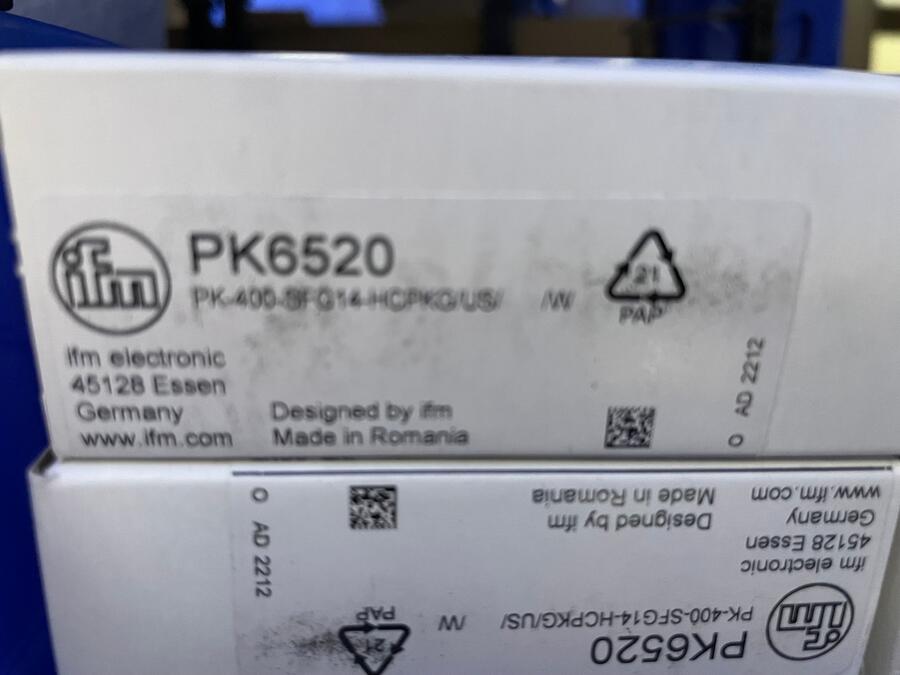 ifm
PK6520
PK-400-SFG14-HCPKG/US/ /W/
21
PAP
ifm electronic
45128 Essen
Germany
www.ifm.com
Designed by ifm
Made in Romania
O AD 2212
ifm
PK6520
PK-400-SFG14-HCPKG/US/ /W
21
PAP
ifm electronic
45128 Essen
Germany
www.ifm.com
Designed by ifm
Made in Romania
O AD 2212